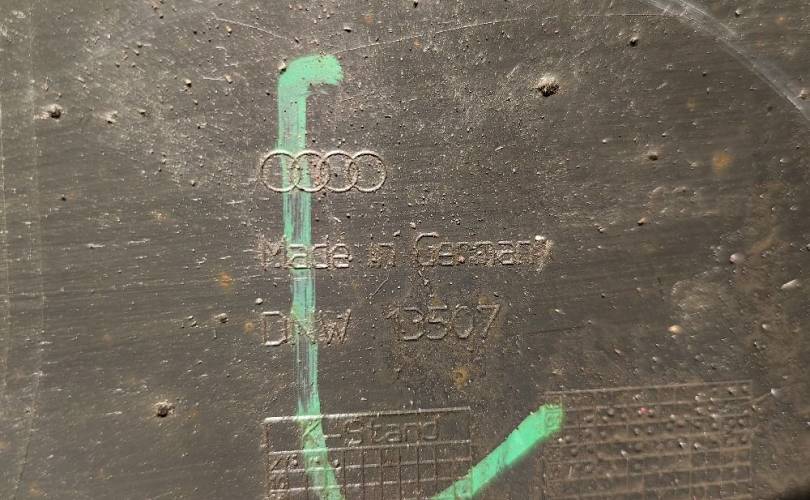 Made in Germany
DNW 13507
K-Stand